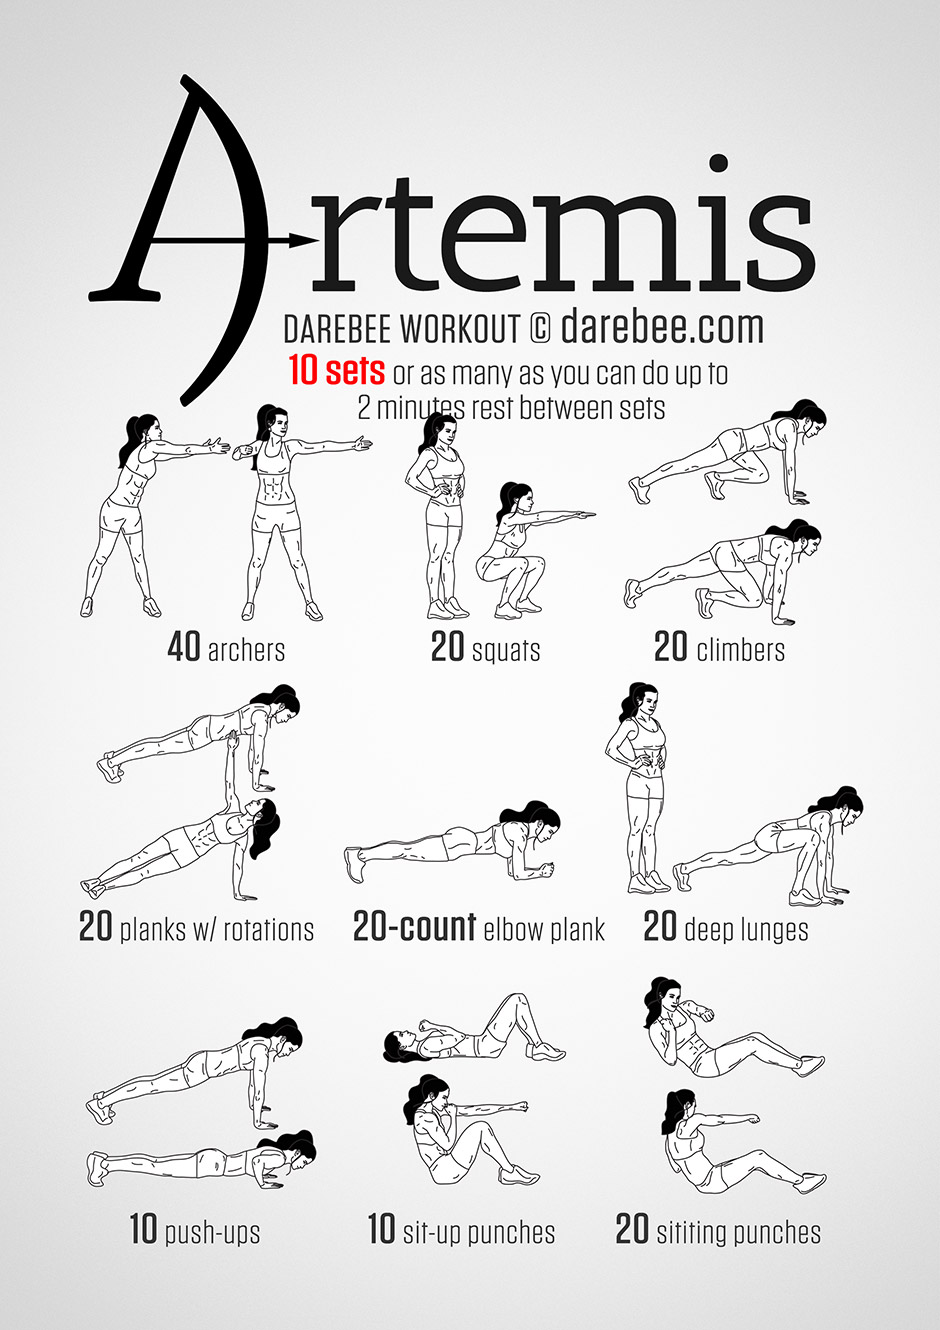 Artemis
DAREBEE WORKOUT © darebee.com
10 sets or as many as you can do up to
2 minutes rest between sets
40 archers
20 squats
20 climbers
20 planks w/ rotations
20-count elbow plank
20 deep lunges
10 push-ups
10 sit-up punches
20 sititing punches